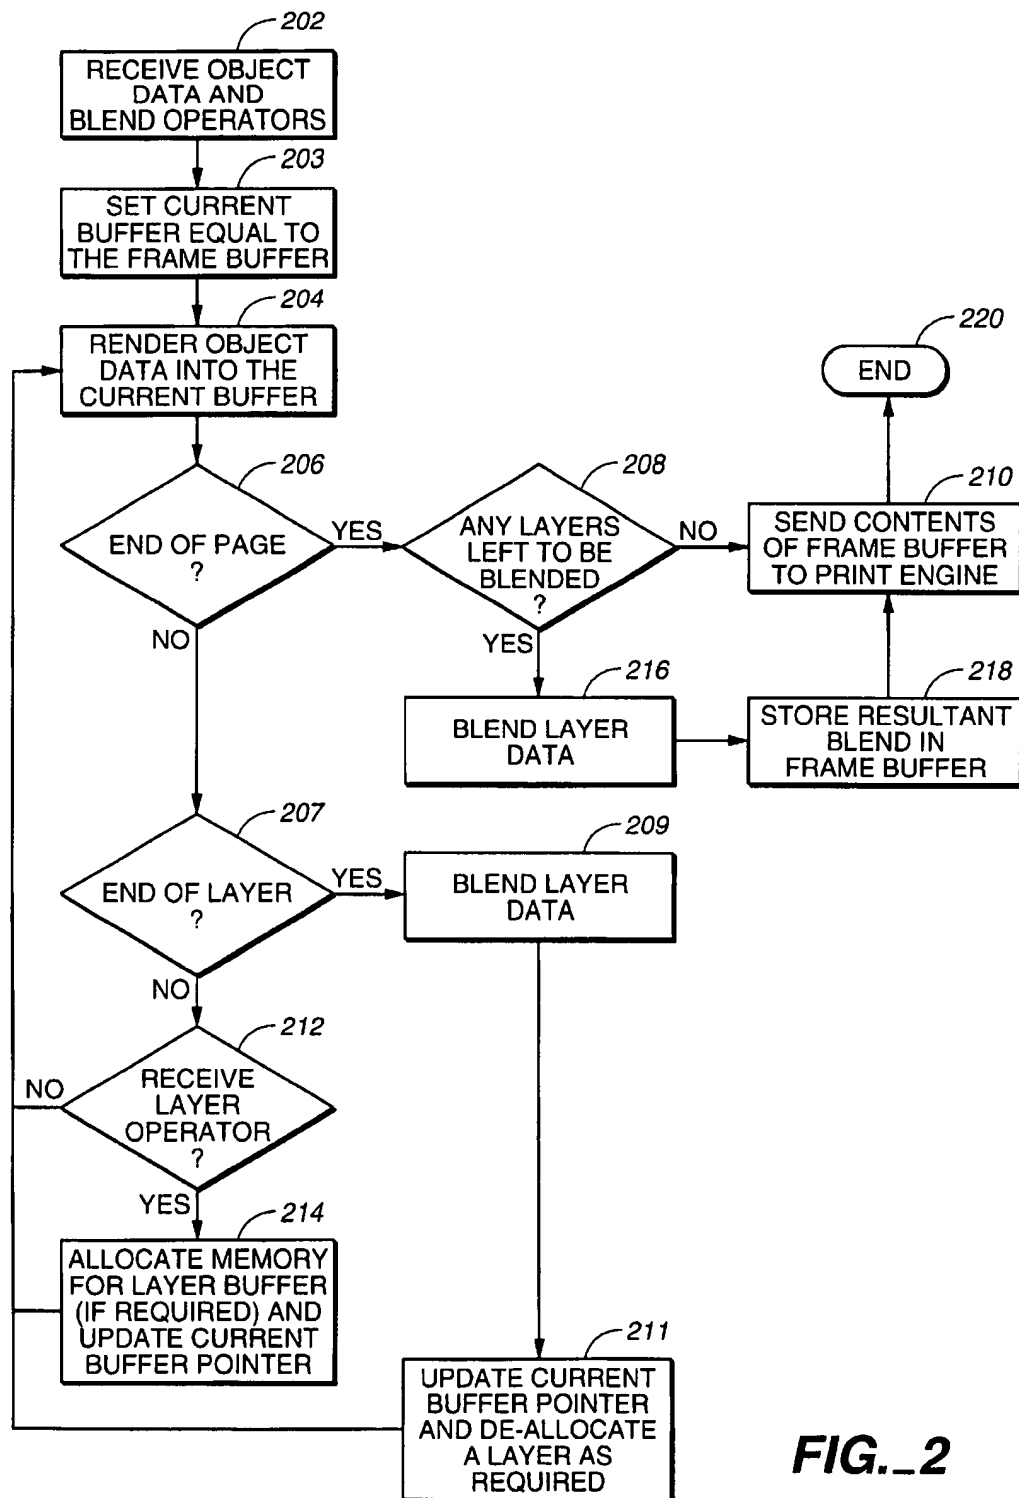 202
RECEIVE OBJECT
DATA AND
BLEND OPERATORS
203
SET CURRENT
BUFFER EQUAL TO
THE FRAME BUFFER
204
RENDER OBJECT
DATA INTO THE
CURRENT BUFFER
220
END
206
END OF PAGE
?
YES
NO
208
ANY LAYERS
LEFT TO BE
BLENDED
?
NO
YES
210
SEND CONTENTS
OF FRAME BUFFER
TO PRINT ENGINE
216
BLEND LAYER
DATA
218
STORE RESULTANT
BLEND IN
FRAME BUFFER
207
END OF LAYER
?
YES
NO
209
BLEND LAYER
DATA
212
RECEIVE
LAYER
OPERATOR
?
NO
YES
214
ALLOCATE MEMORY
FOR LAYER BUFFER
(IF REQUIRED) AND
UPDATE CURRENT
BUFFER POINTER
211
UPDATE CURRENT
BUFFER POINTER
AND DE-ALLOCATE
A LAYER AS
REQUIRED
FIG._2